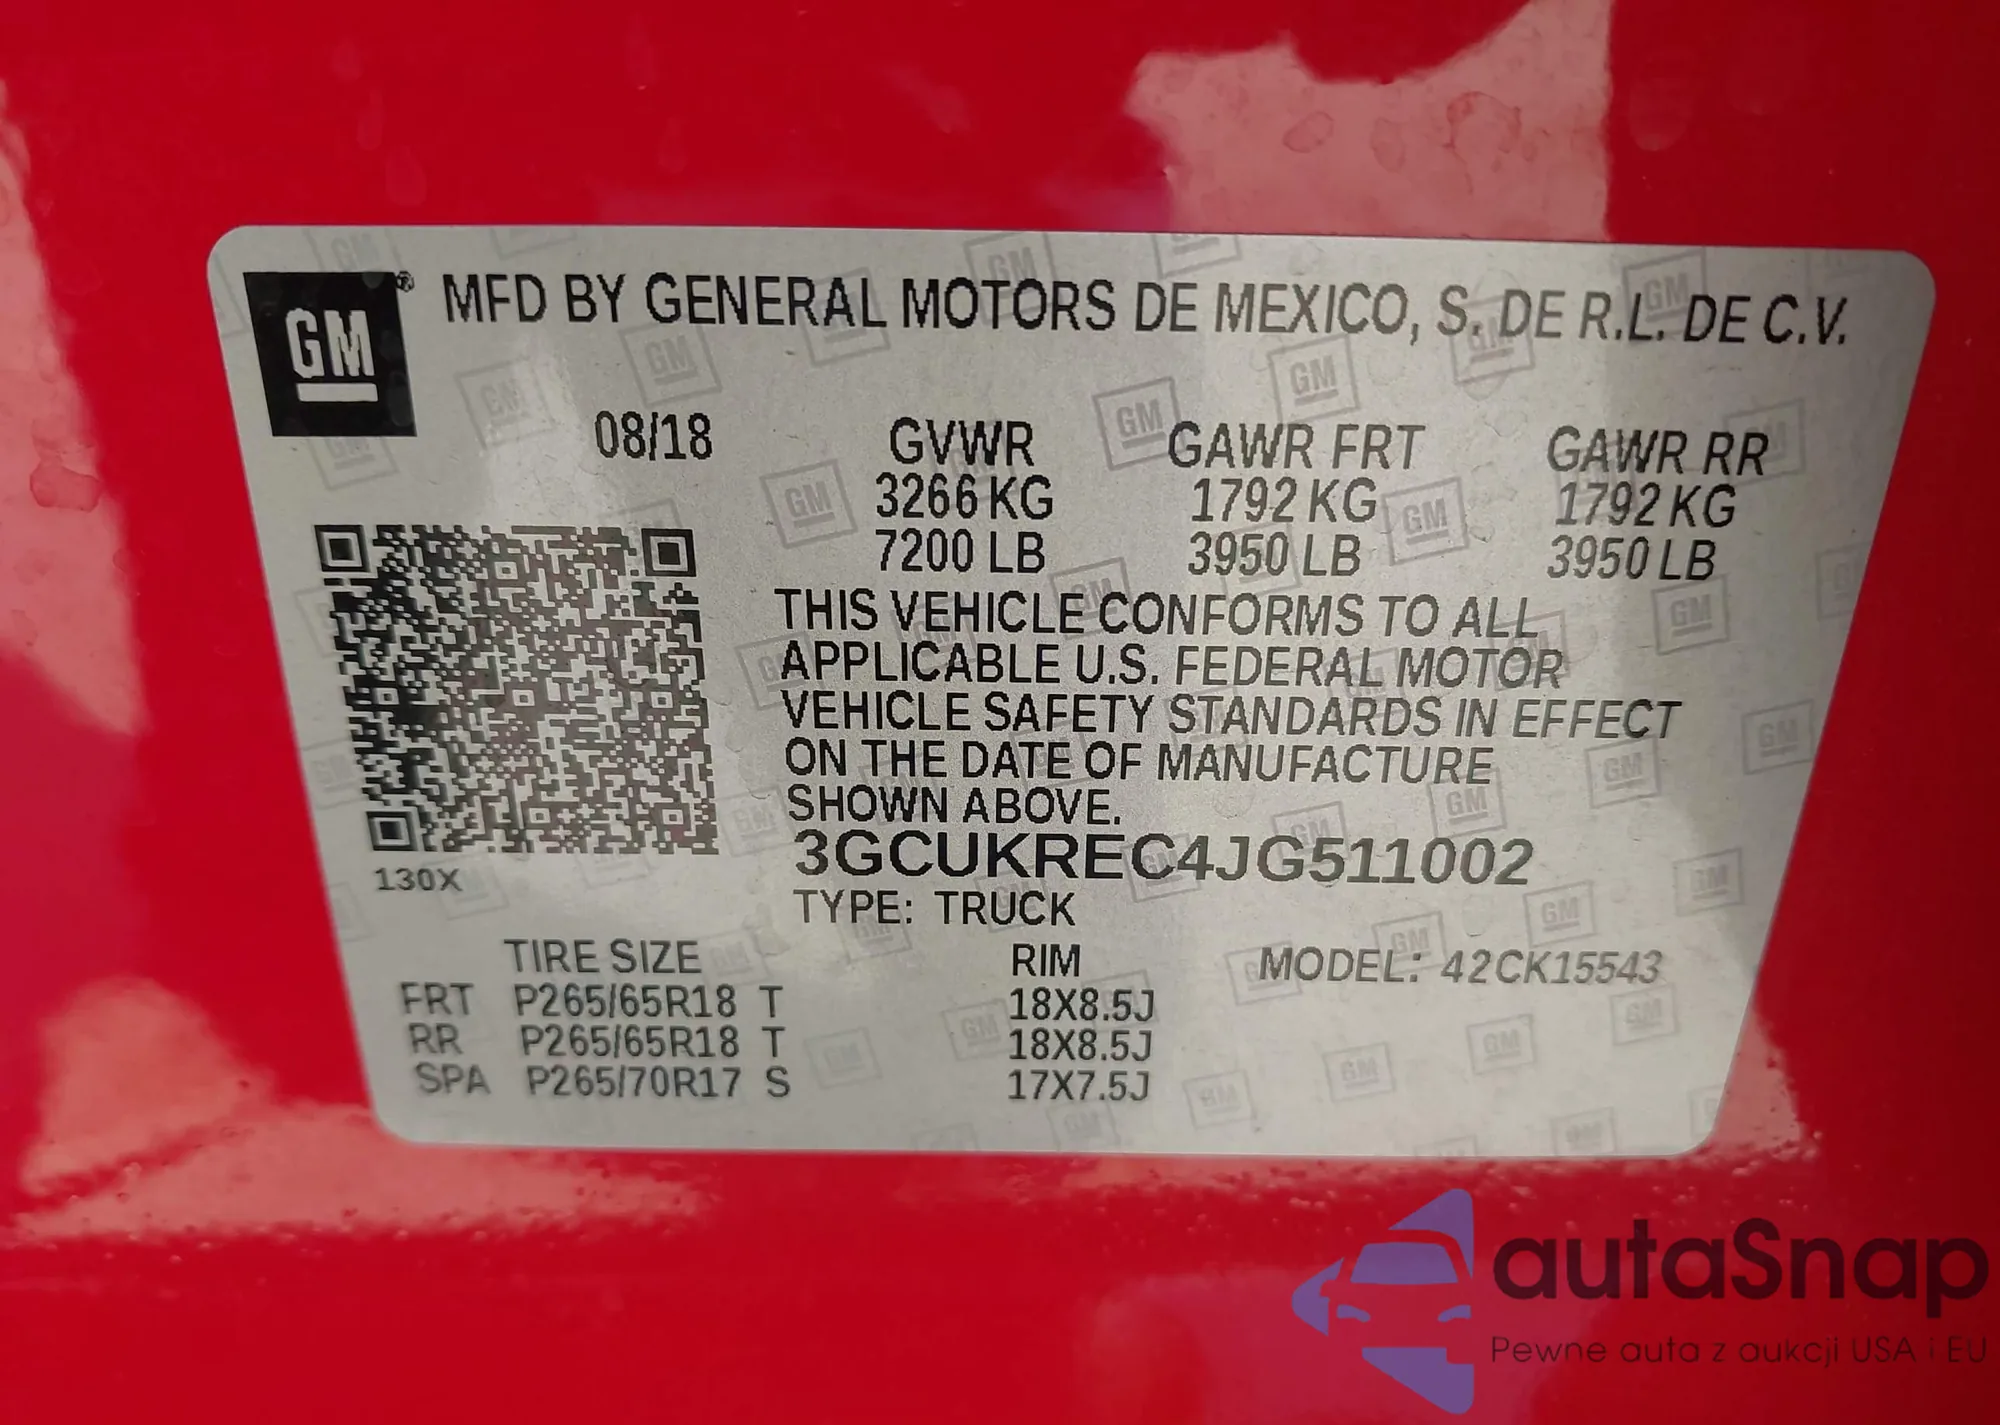 GM
MFD BY GENERAL MOTORS DE MEXICO, S. DE R.L. DE C.V.
08/18 GVWR GAWR FRT GAWR RR
3266 KG 1792 KG 1792 KG
7200 LB 3950 LB 3950 LB
THIS VEHICLE CONFORMS TO ALL
APPLICABLE U.S. FEDERAL MOTOR
VEHICLE SAFETY STANDARDS IN EFFECT
ON THE DATE OF MANUFACTURE
SHOWN ABOVE.
3GCUKREC4JG511002
130X
TYPE: TRUCK
TIRE SIZE RIM MODEL: 42CK15543
FRT P265/65R18 T 18X8.5J
RR P265/65R18 T 18X8.5J
SPA P265/70R17 S 17X7.5J
autaSnap
Pewne auta z aukcji USA i EU